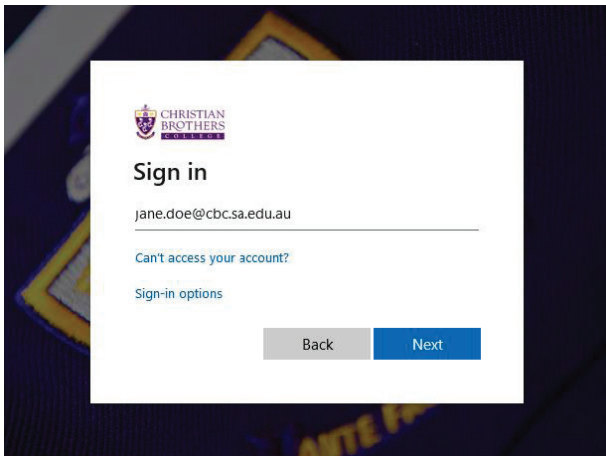 CHRISTIAN
BROTHERS
COLLEGE
Sign in
jane.doe@cbc.sa.edu.au
Can't access your account?
Sign-in options
Back
Next
ANTE